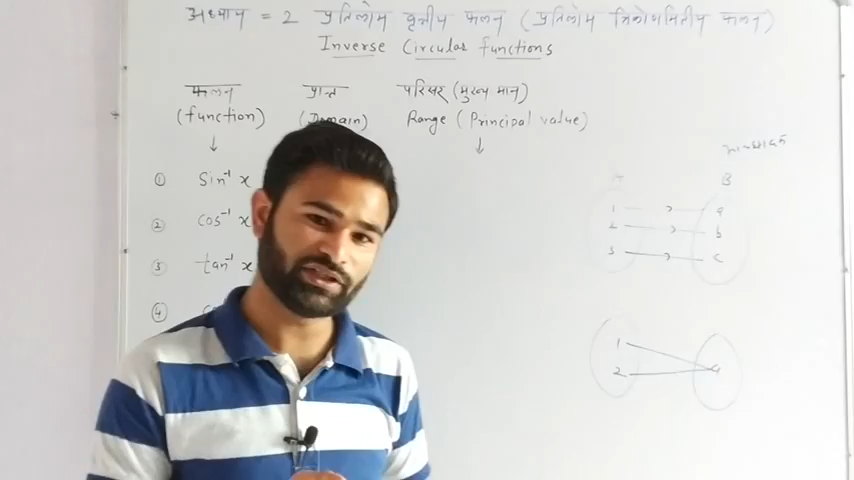 अध्याय = 2 प्रतिलोम वृत्तीय फलन (प्रतिलोम त्रिकोणमितीय फलन)
Inverse Circular functions
फलन प्रान्त परिसर (मुख्य मान)
(function) (Domain) Range (Principal value)
① Sin⁻¹ x
② cos⁻¹ x
③ tan⁻¹ x
④
B
1 a
2 b
3 c
1
2 4